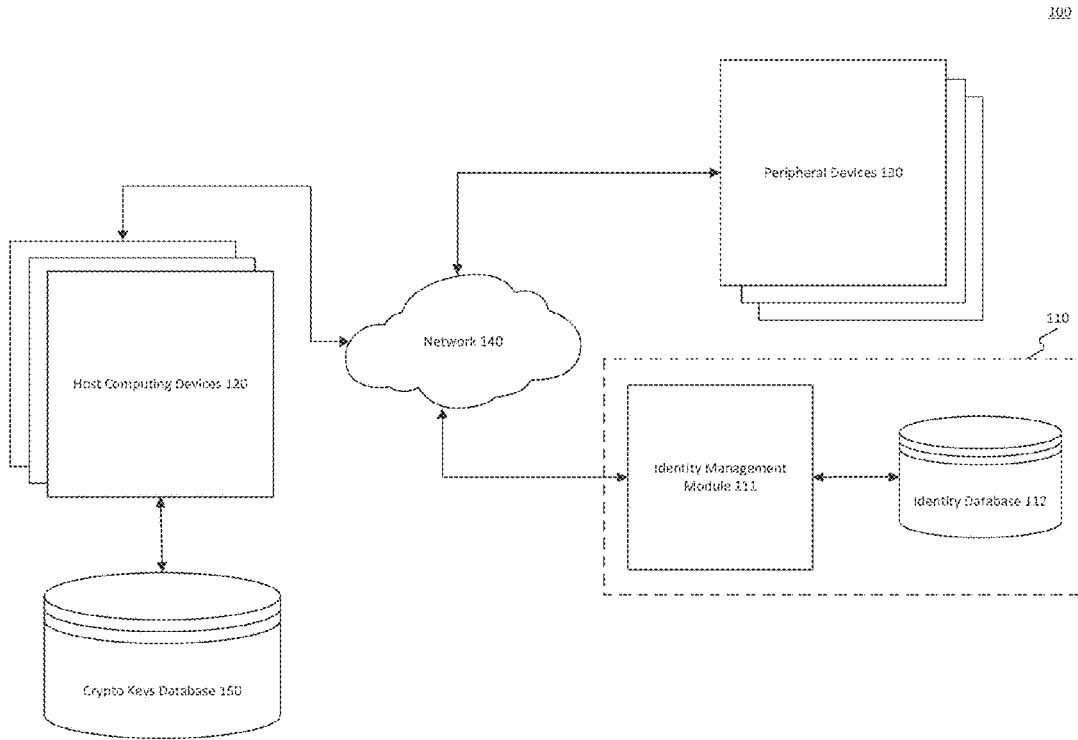 100
Peripheral Devices 130
110
Network 140
Host Computing Devices 120
Identity Management
Module 111
Identity Database 112
Crypto Keys Database 150